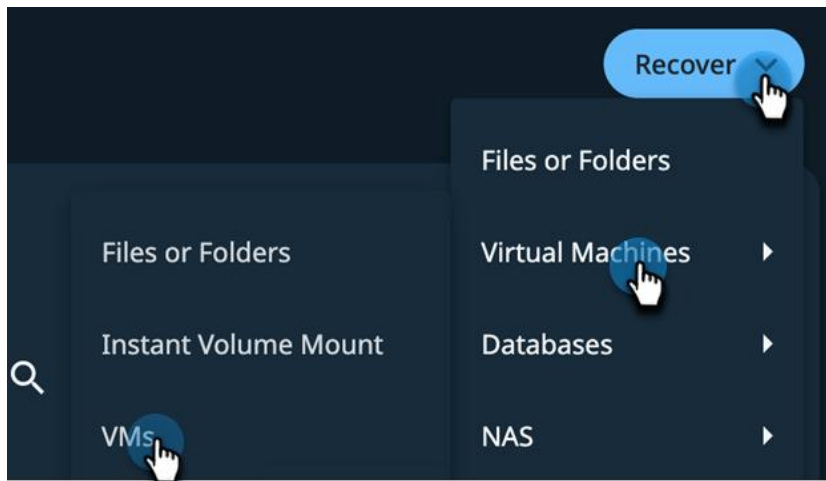 Recover
Files or Folders
Virtual Machines
Databases
NAS
Files or Folders
Instant Volume Mount
VMs